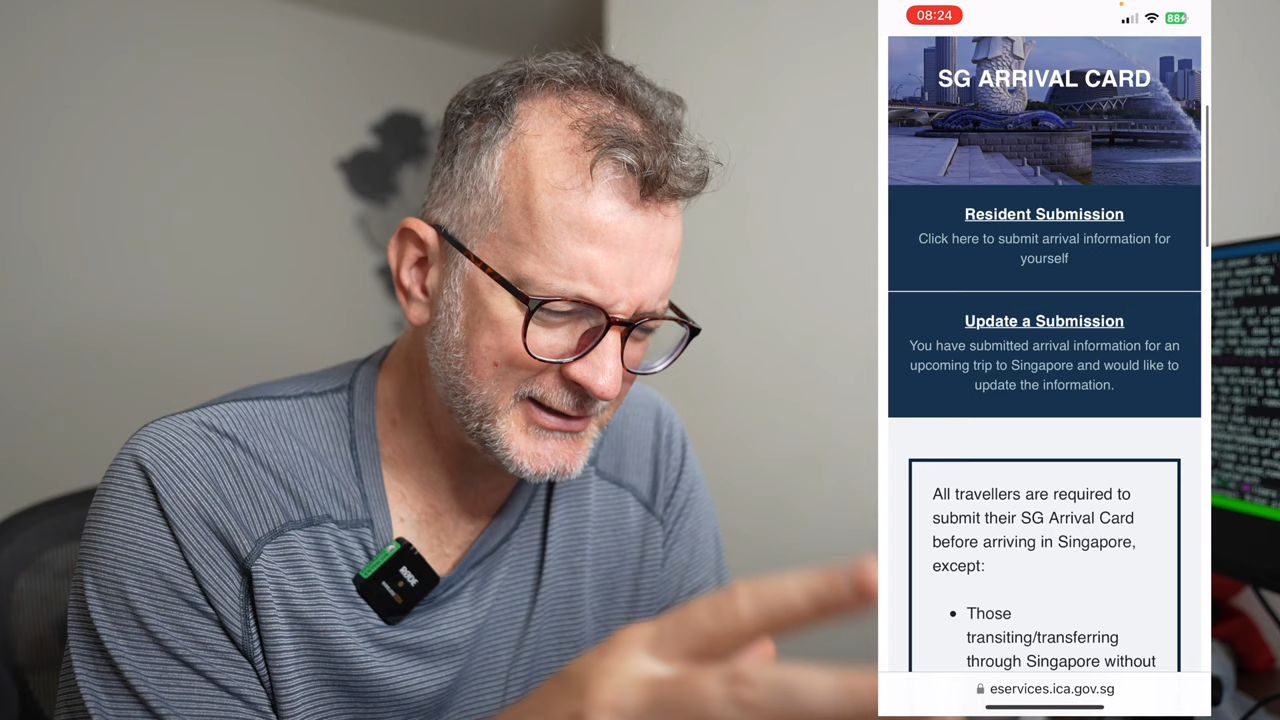 08:24
88
SG ARRIVAL CARD
Resident Submission
Click here to submit arrival information for
yourself
Update a Submission
You have submitted arrival information for an
upcoming trip to Singapore and would like to
update the information.
All travellers are required to
submit their SG Arrival Card
before arriving in Singapore,
except:
• Those
transiting/transferring
through Singapore without
eservices.ica.gov.sg
RODE